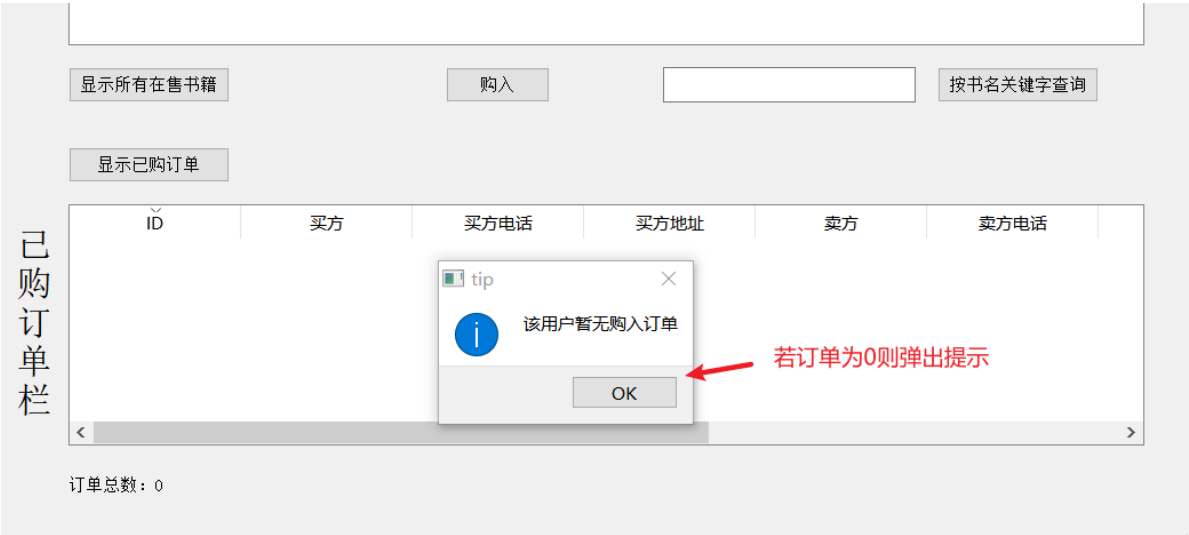 显示所有在售书籍
购入
按书名关键字查询
显示已购订单
已购订单栏
ID 买方 买方电话 买方地址 卖方 卖方电话
tip
该用户暂无购入订单
若订单为0则弹出提示
OK
订单总数：0